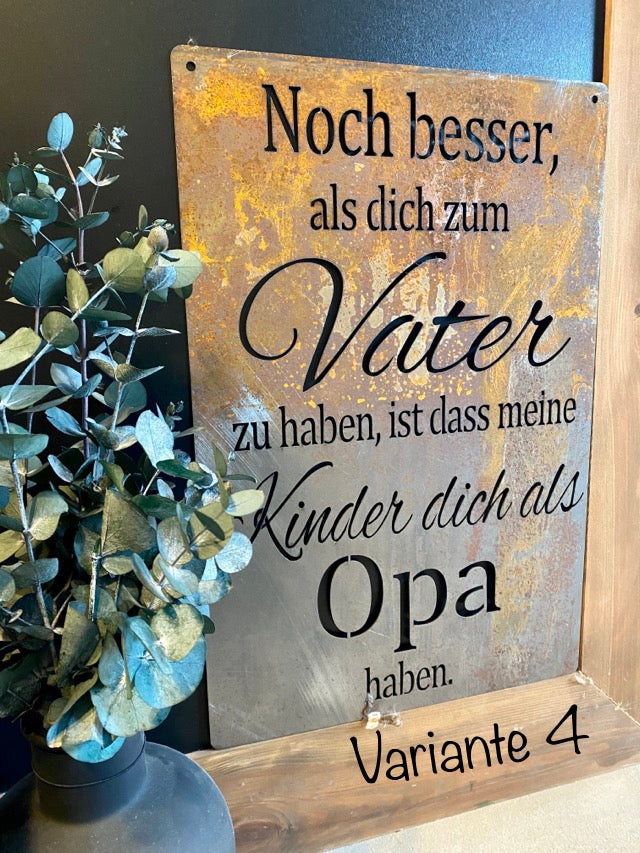 Noch besser,
als dich zum
Vater
zu haben, ist dass meine
Kinder dich als
Opa
haben.
Variante 4